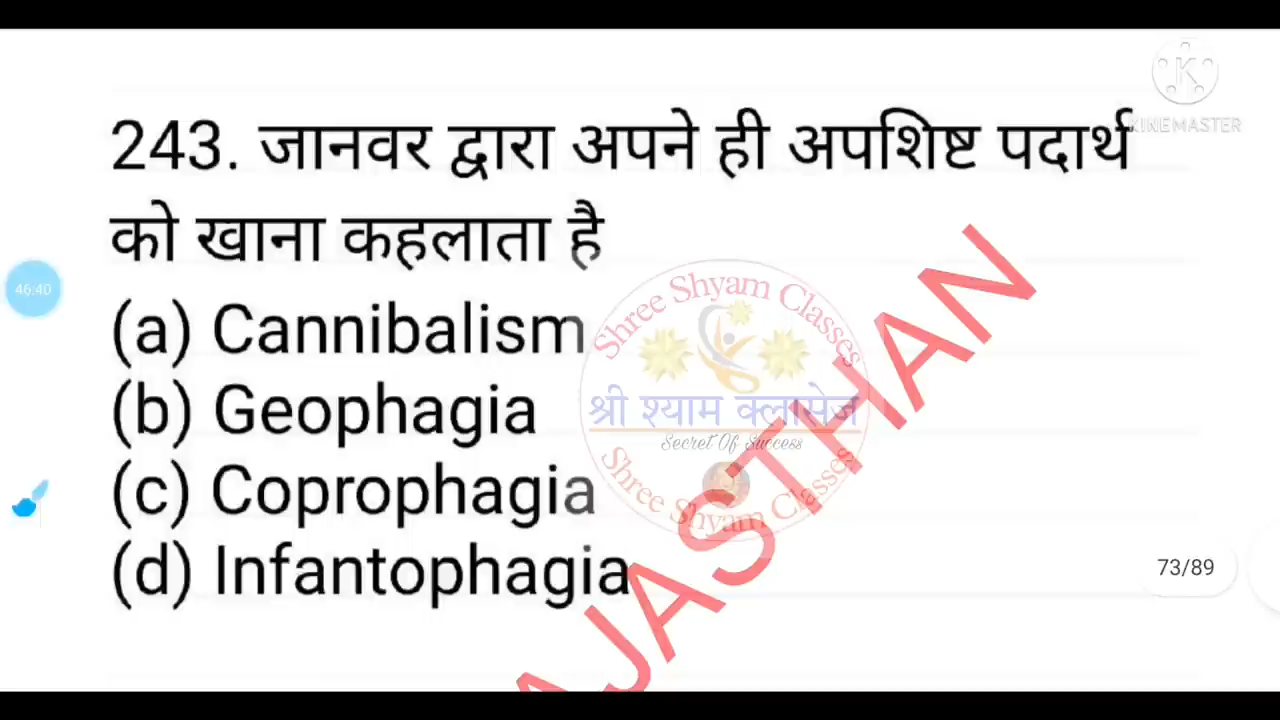 KINEMASTER
243. जानवर द्वारा अपने ही अपशिष्ट पदार्थ
को खाना कहलाता है
46:40
(a) Cannibalism
(b) Geophagia
(c) Coprophagia
(d) Infantophagia
Shree Shyam Classes
श्री श्याम क्लासेज
Secret Of Success
Shree Shyam Classes
AJASTHAN
73/89